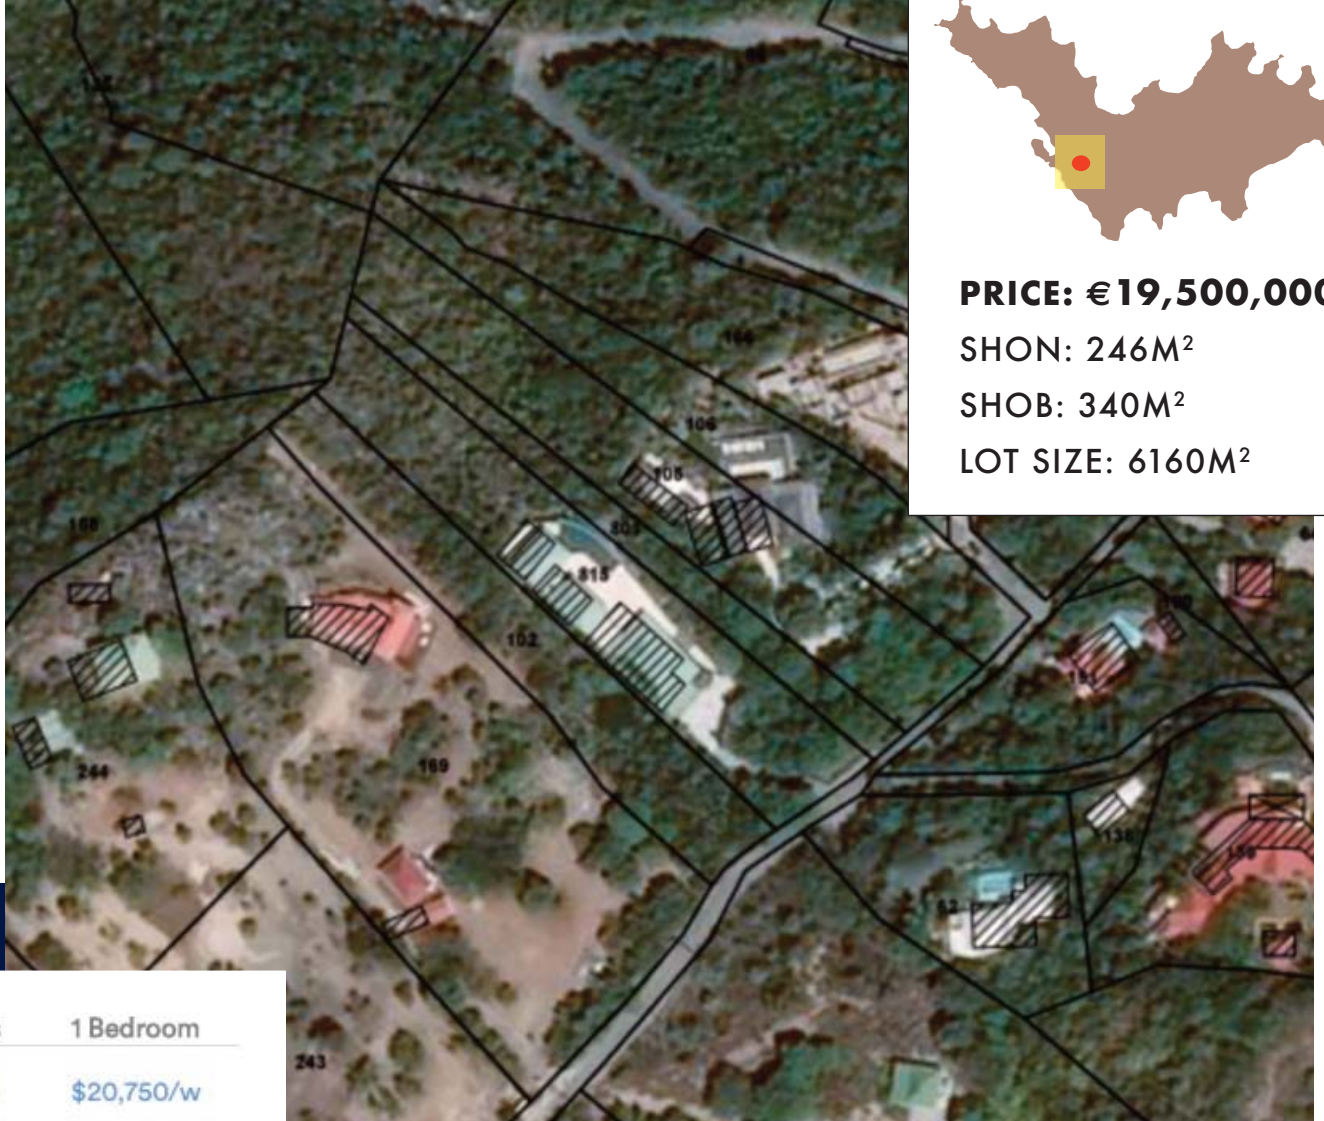 PRICE: €19,500,000
SHON: 246M²
SHOB: 340M²
LOT SIZE: 6160M²
106
105
815
168
102
244
169
243
1 Bedroom
$20,750/w